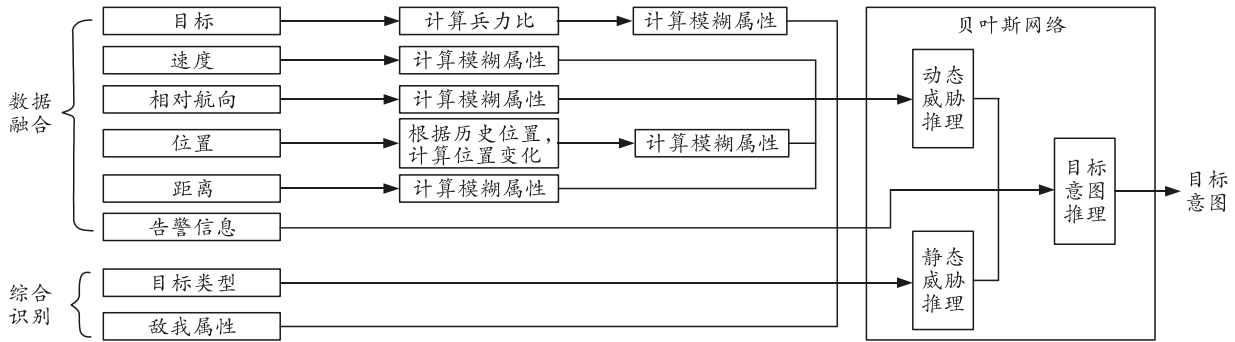 数据
融合
综合
识别
目标
计算兵力比
计算模糊属性
速度
计算模糊属性
相对航向
计算模糊属性
位置
根据历史位置,
计算位置变化
计算模糊属性
距离
计算模糊属性
告警信息
目标类型
敌我属性
贝叶斯网络
动态
威胁
推理
静态
威胁
推理
目标
意图
推理
目标
意图